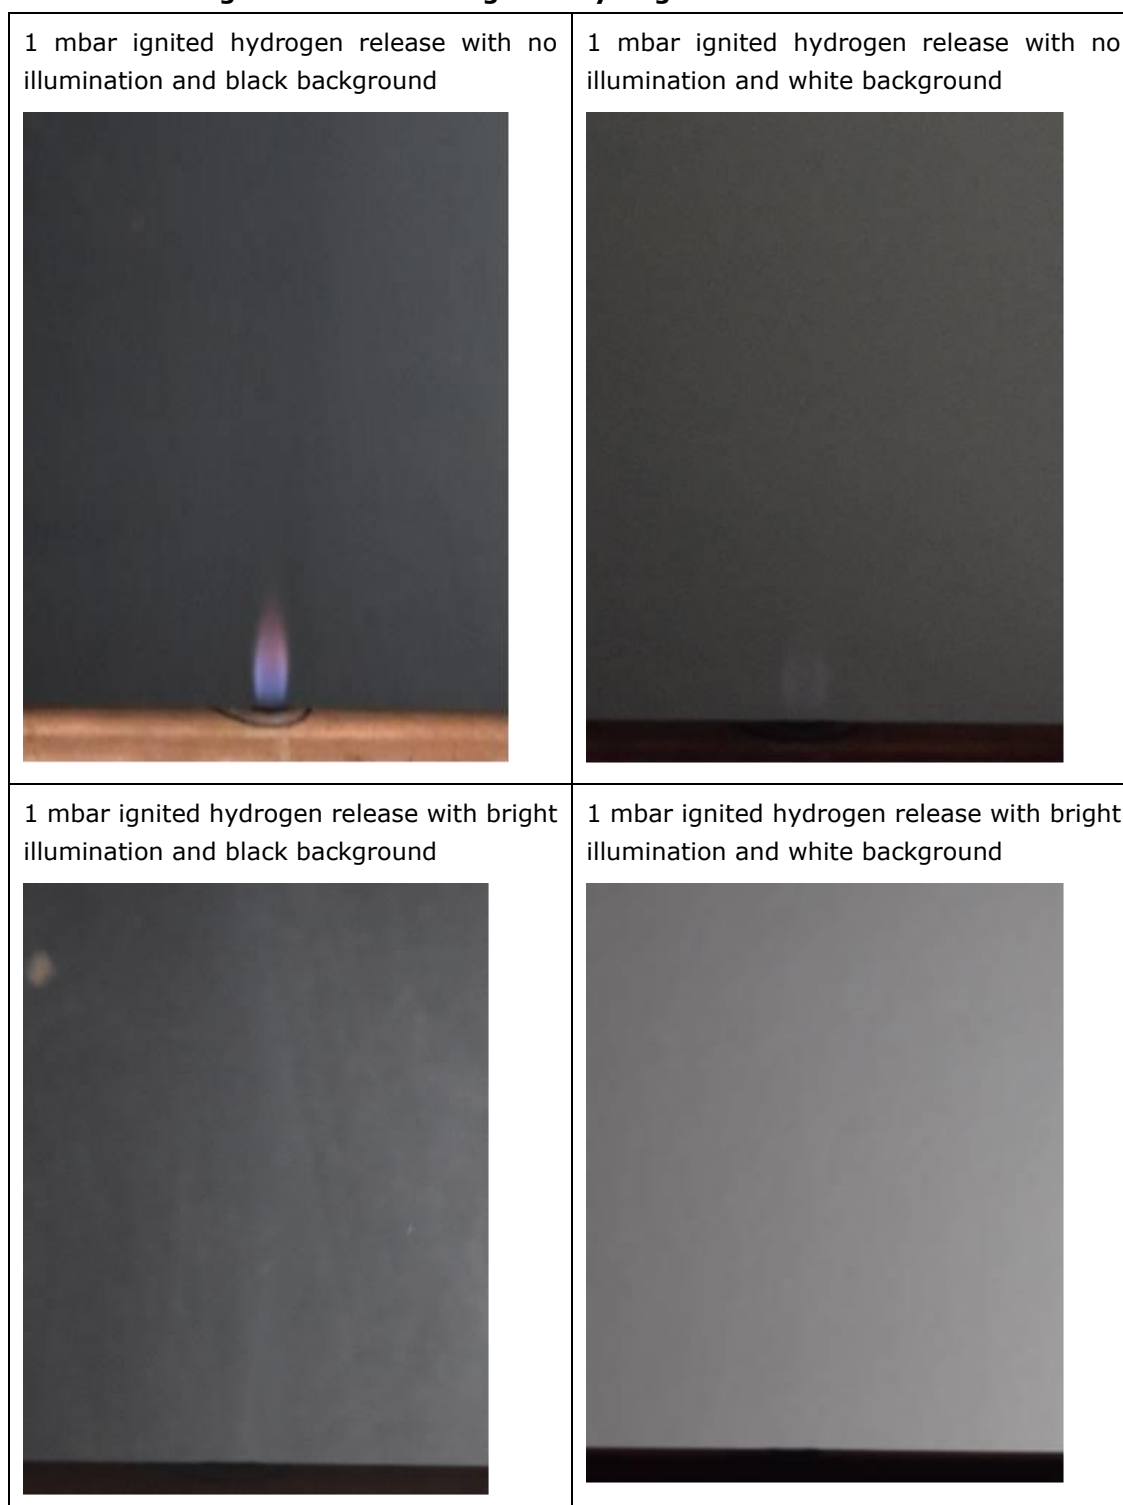 1 mbar ignited hydrogen release with no
illumination and black background
1 mbar ignited hydrogen release with no
illumination and white background
1 mbar ignited hydrogen release with bright
illumination and black background
1 mbar ignited hydrogen release with bright
illumination and white background